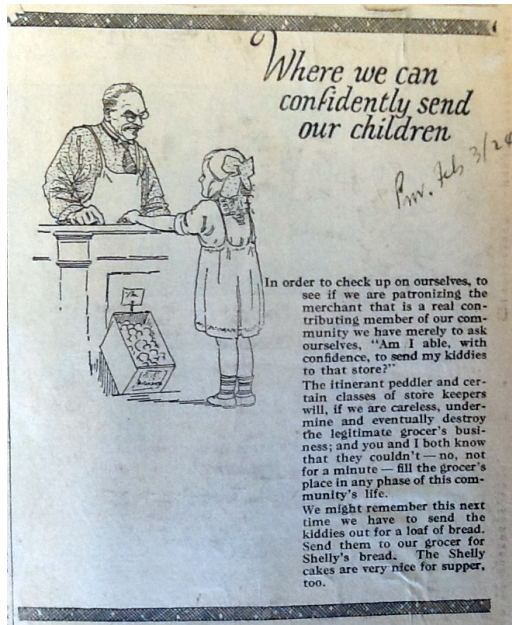 Where we can
confidently send
our children
Feb 3/24
In order to check up on ourselves, to
see if we are patronizing the
merchant that is a real con-
tributing member of our com-
munity we have merely to ask
ourselves, "Am I able, with
confidence, to send my kiddies
to that store?"
The itinerant peddler and cer-
tain classes of store keepers
will, if we are careless, under-
mine and eventually destroy
the legitimate grocer's busi-
ness; and you and I both know
that they couldn't — no, not
for a minute — fill the grocer's
place in any phase of this com-
munity's life.
We might remember this next
time we have to send the
kiddies out for a loaf of bread.
Send them to our grocer for
Shelly's bread. The Shelly
cakes are very nice for supper,
too.